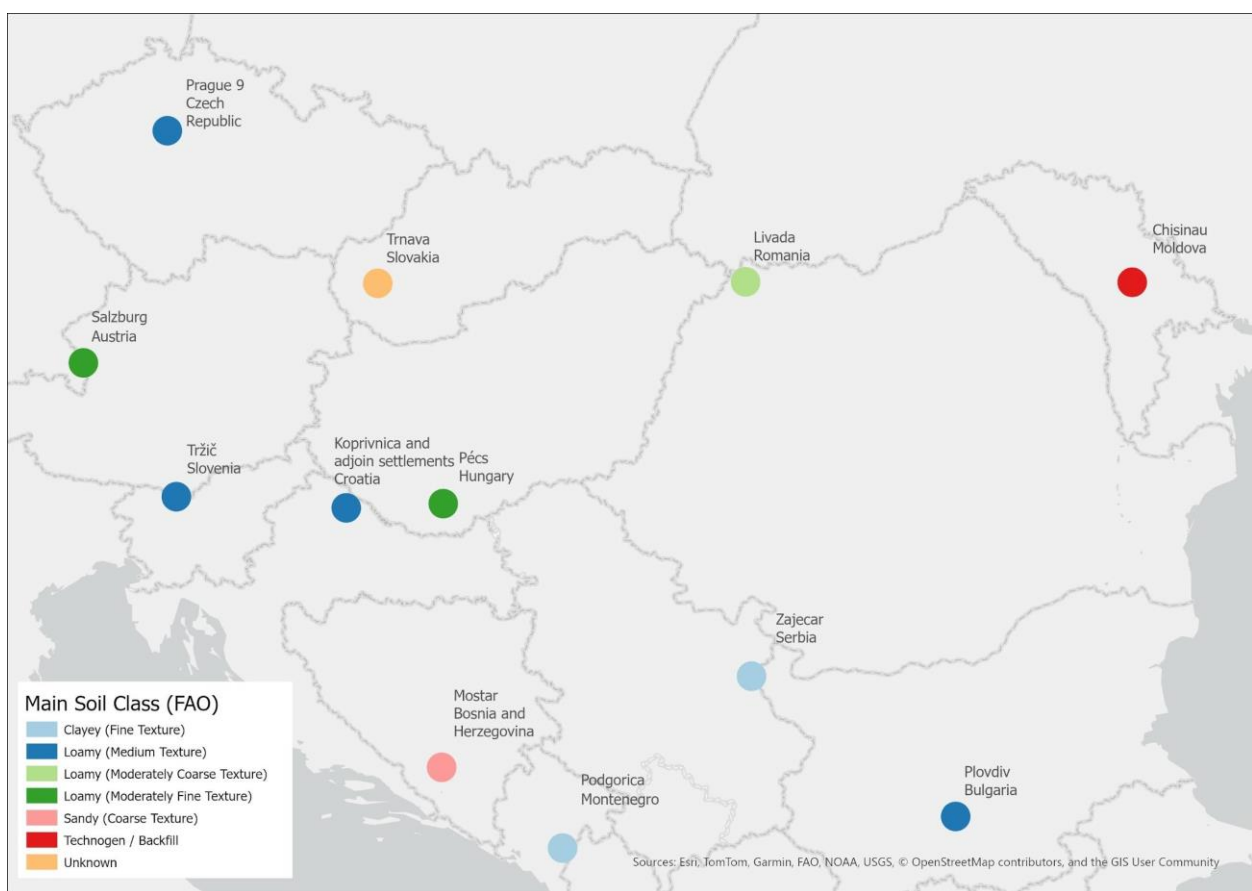 Prague 9
Czech
Republic
Trnava
Slovakia
Livada
Romania
Chisinau
Moldova
Salzburg
Austria
Tržič
Slovenia
Koprivnica and
adjoin settlements
Croatia
Pécs
Hungary
Zajecar
Serbia
Mostar
Bosnia and
Herzegovina
Podgorica
Montenegro
Plovdiv
Bulgaria
Main Soil Class (FAO)
Clayey (Fine Texture)
Loamy (Medium Texture)
Loamy (Moderately Coarse Texture)
Loamy (Moderately Fine Texture)
Sandy (Coarse Texture)
Technogen / Backfill
Unknown
Sources: Esri, TomTom, Garmin, FAO, NOAA, USGS, © OpenStreetMap contributors, and the GIS User Community